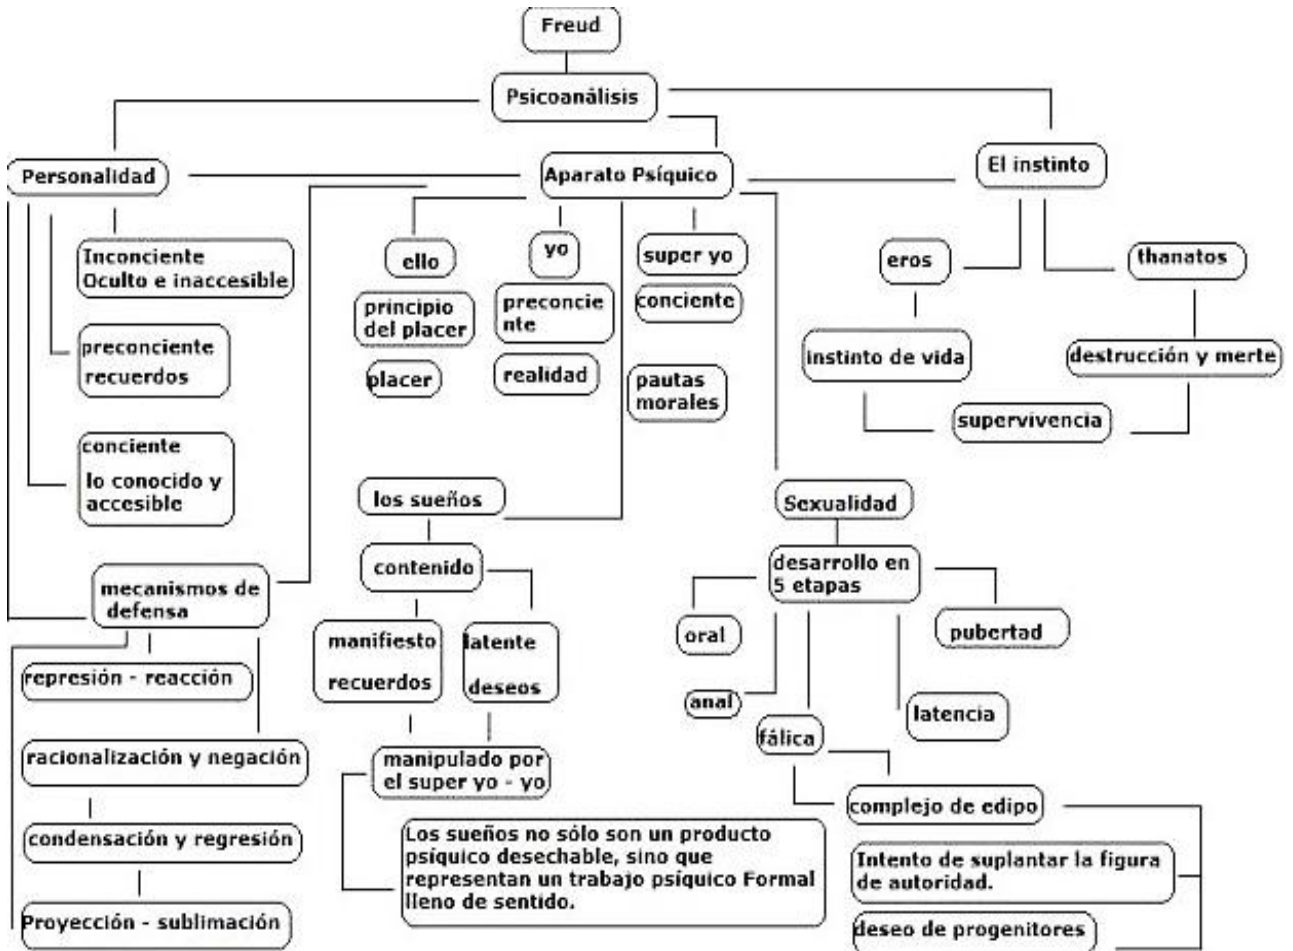 Freud
Psicoanálisis
Personalidad
Aparato Psíquico
El instinto
Inconciente
Oculto e inaccesible
preconciente
recuerdos
conciente
lo conocido y
accesible
ello
principio
del placer
placer
yo
preconcie
nte
realidad
super yo
conciente
pautas
morales
eros
thanatos
instinto de vida
destrucción y merte
supervivencia
mecanismos de
defensa
represión - reacción
racionalización y negación
condensación y regresión
Proyección - sublimación
los sueños
contenido
manifiesto
recuerdos
latente
deseos
manipulado por
el super yo - yo
Los sueños no sólo son un producto
psíquico desechable, sino que
representan un trabajo psíquico Formal
lleno de sentido.
Sexualidad
desarrollo en
5 etapas
oral
anal
fálica
latencia
pubertad
complejo de edipo
Intento de suplantar la figura
de autoridad.
deseo de progenitores